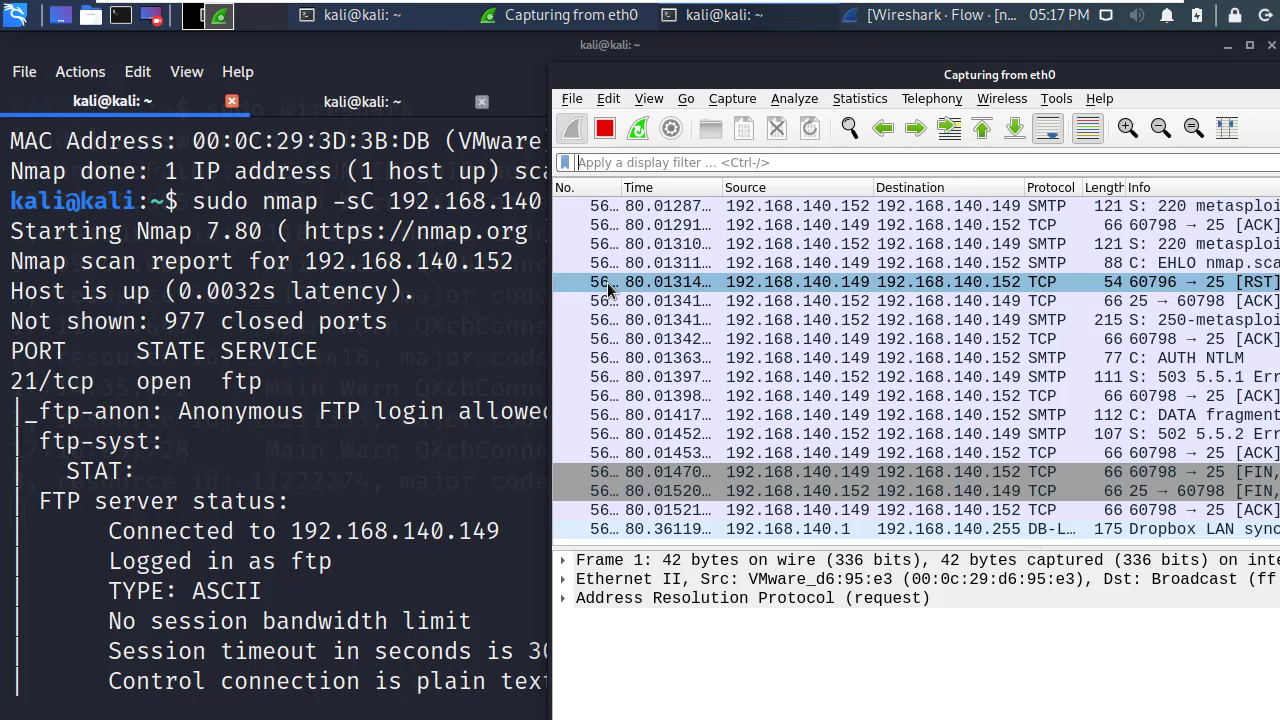 kali@kali: ~
Capturing from eth0
kali@kali: ~
[Wireshark · Flow · [n...
05:17 PM
kali@kali: ~
File Actions Edit View Help
kali@kali: ~
kali@kali: ~
MAC Address: 00:0C:29:3D:3B:DB (VMware
Nmap done: 1 IP address (1 host up) sca
kali@kali:~$ sudo nmap -sC 192.168.140
Starting Nmap 7.80 ( https://nmap.org
Nmap scan report for 192.168.140.152
Host is up (0.0032s latency).
Not shown: 977 closed ports
PORT STATE SERVICE
21/tcp open ftp
|_ftp-anon: Anonymous FTP login allowed
| ftp-syst:
| STAT:
| FTP server status:
| Connected to 192.168.140.149
| Logged in as ftp
| TYPE: ASCII
| No session bandwidth limit
| Session timeout in seconds is 30
| Control connection is plain text
Capturing from eth0
File Edit View Go Capture Analyze Statistics Telephony Wireless Tools Help
Apply a display filter ... <Ctrl-/>
No. Time Source Destination Protocol Length Info
56… 80.01287… 192.168.140.152 192.168.140.149 SMTP 121 S: 220 metasploi
56… 80.01291… 192.168.140.149 192.168.140.152 TCP 66 60798 → 25 [ACK]
56… 80.01310… 192.168.140.152 192.168.140.149 SMTP 121 S: 220 metasploi
56… 80.01311… 192.168.140.149 192.168.140.152 SMTP 88 C: EHLO nmap.sca
56… 80.01314… 192.168.140.149 192.168.140.152 TCP 54 60796 → 25 [RST]
56… 80.01341… 192.168.140.152 192.168.140.149 TCP 66 25 → 60798 [ACK]
56… 80.01341… 192.168.140.152 192.168.140.149 SMTP 215 S: 250-metasploi
56… 80.01342… 192.168.140.149 192.168.140.152 TCP 66 60798 → 25 [ACK]
56… 80.01363… 192.168.140.149 192.168.140.152 SMTP 77 C: AUTH NTLM
56… 80.01397… 192.168.140.152 192.168.140.149 SMTP 111 S: 503 5.5.1 Err
56… 80.01398… 192.168.140.149 192.168.140.152 TCP 66 60798 → 25 [ACK]
56… 80.01417… 192.168.140.149 192.168.140.152 SMTP 112 C: DATA fragment
56… 80.01452… 192.168.140.152 192.168.140.149 SMTP 107 S: 502 5.5.2 Err
56… 80.01453… 192.168.140.149 192.168.140.152 TCP 66 60798 → 25 [ACK]
56… 80.01470… 192.168.140.149 192.168.140.152 TCP 66 60798 → 25 [FIN,
56… 80.01520… 192.168.140.152 192.168.140.149 TCP 66 25 → 60798 [FIN,
56… 80.01521… 192.168.140.149 192.168.140.152 TCP 66 60798 → 25 [ACK]
56… 80.36119… 192.168.140.1 192.168.140.255 DB-L… 175 Dropbox LAN sync
Frame 1: 42 bytes on wire (336 bits), 42 bytes captured (336 bits) on inte
Ethernet II, Src: VMware_d6:95:e3 (00:0c:29:d6:95:e3), Dst: Broadcast (ff
Address Resolution Protocol (request)